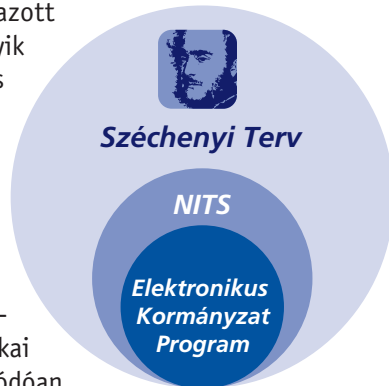 Széchenyi Terv
NITS
Elektronikus
Kormányzat
Program